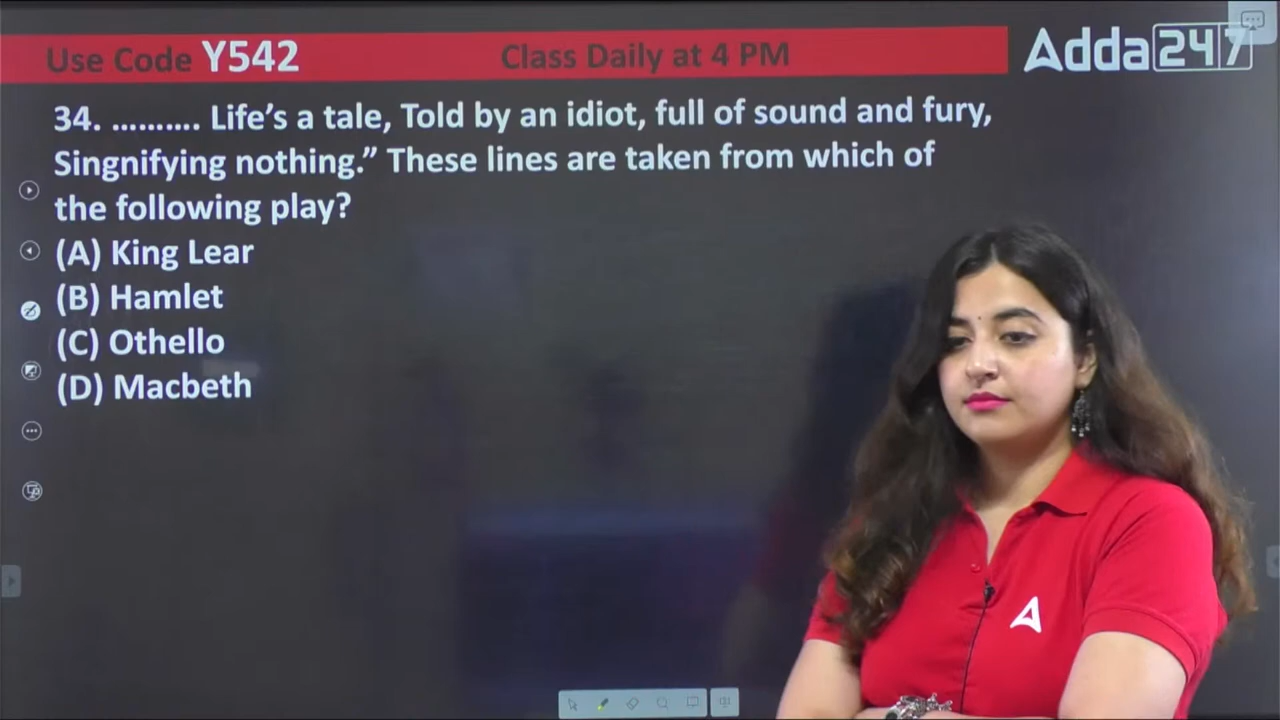 Use Code Y542 Class Daily at 4 PM
Adda247
34. .......... Life’s a tale, Told by an idiot, full of sound and fury,
Singnifying nothing.” These lines are taken from which of
the following play?
(A) King Lear
(B) Hamlet
(C) Othello
(D) Macbeth